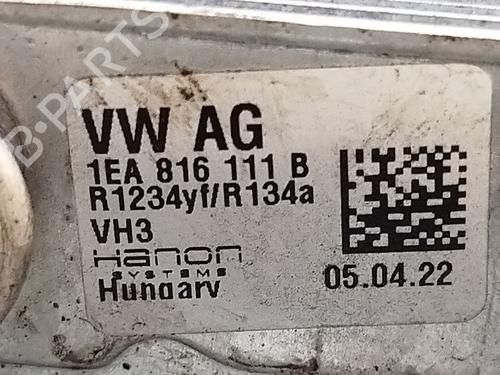 B-PARTS
VW AG
1EA 816 111 B
R1234yf/R134a
VH3
Hanon
SYSTEMS
Hungary
05.04.22